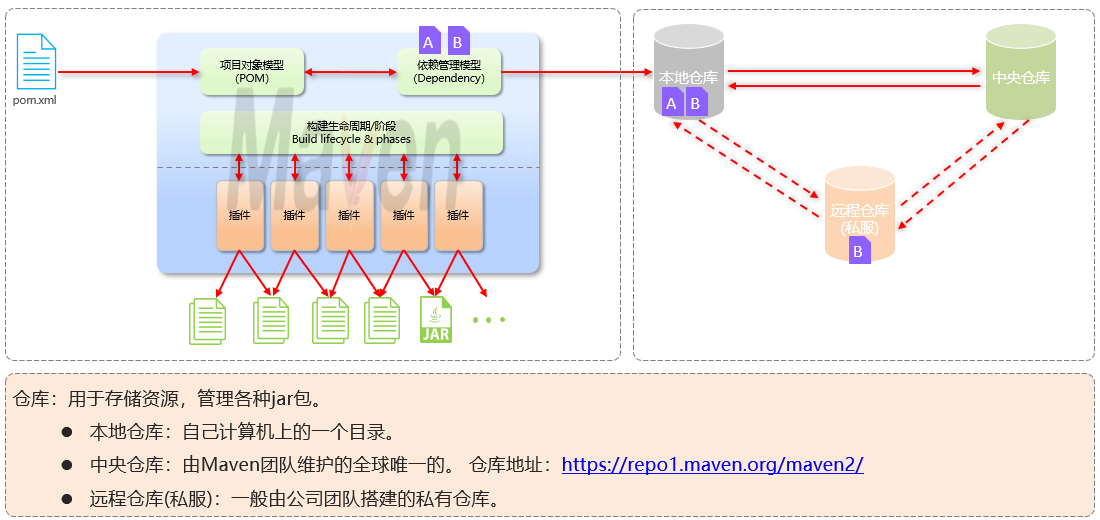 pom.xml
项目对象模型
(POM)
A
B
依赖管理模型
(Dependency)
构建生命周期/阶段
Build lifecycle & phases
Maven
插件
插件
插件
插件
插件
JAR
本地仓库
A
B
中央仓库
远程仓库
(私服)
B
仓库：用于存储资源，管理各种jar包。
● 本地仓库：自己计算机上的一个目录。
● 中央仓库：由Maven团队维护的全球唯一的。 仓库地址：https://repo1.maven.org/maven2/
● 远程仓库(私服)：一般由公司团队搭建的私有仓库。